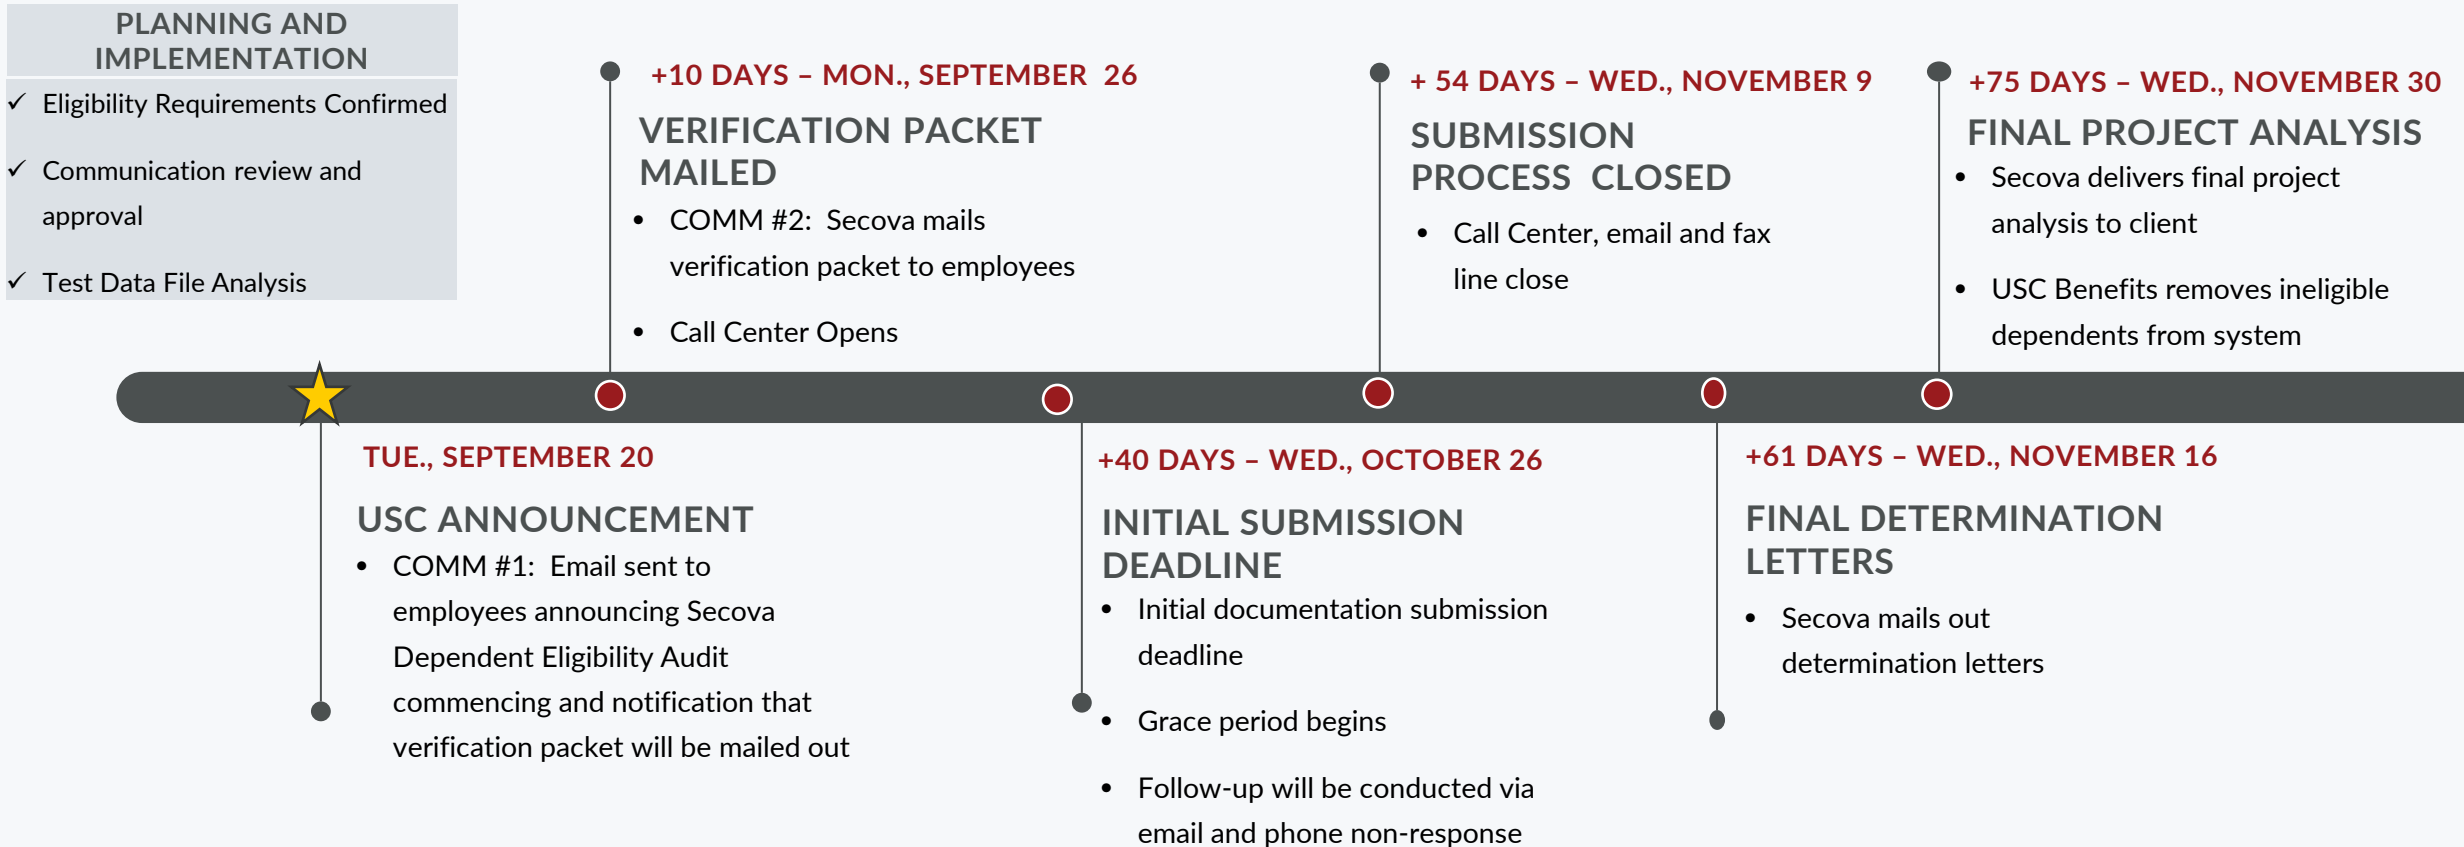 PLANNING AND
IMPLEMENTATION
✓ Eligibility Requirements Confirmed
✓ Communication review and
approval
✓ Test Data File Analysis
+10 DAYS – MON., SEPTEMBER  26
VERIFICATION PACKET
MAILED
• COMM #2:  Secova mails
verification packet to employees
• Call Center Opens
+ 54 DAYS – WED., NOVEMBER 9
SUBMISSION
PROCESS  CLOSED
• Call Center, email and fax
line close
+75 DAYS – WED., NOVEMBER 30
FINAL PROJECT ANALYSIS
• Secova delivers final project
analysis to client
• USC Benefits removes ineligible
dependents from system
TUE., SEPTEMBER 20
USC ANNOUNCEMENT
• COMM #1:  Email sent to
employees announcing Secova
Dependent Eligibility Audit
commencing and notification that
verification packet will be mailed out
+40 DAYS – WED., OCTOBER 26
INITIAL SUBMISSION
DEADLINE
• Initial documentation submission
deadline
• Grace period begins
• Follow-up will be conducted via
email and phone non-response
+61 DAYS – WED., NOVEMBER 16
FINAL DETERMINATION
LETTERS
• Secova mails out
determination letters